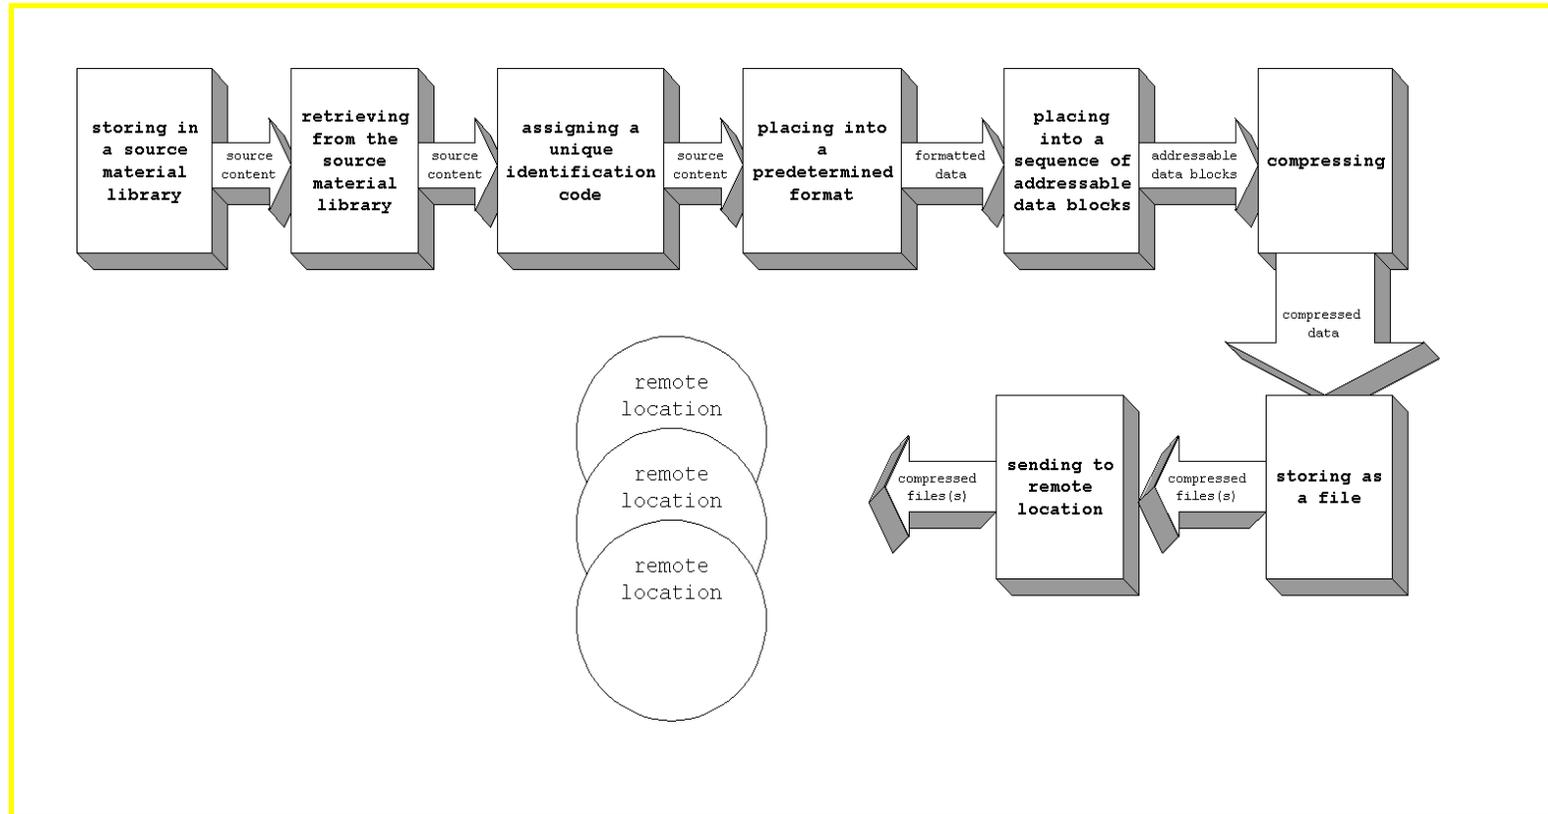 storing in
a source
material
library
source
content
retrieving
from the
source
material
library
source
content
assigning a
unique
identification
code
source
content
placing into
a
predetermined
format
formatted
data
placing
into a
sequence of
addressable
data blocks
addressable
data blocks
compressing
compressed
data
storing as
a file
compressed
files(s)
sending to
remote
location
compressed
files(s)
remote
location
remote
location
remote
location